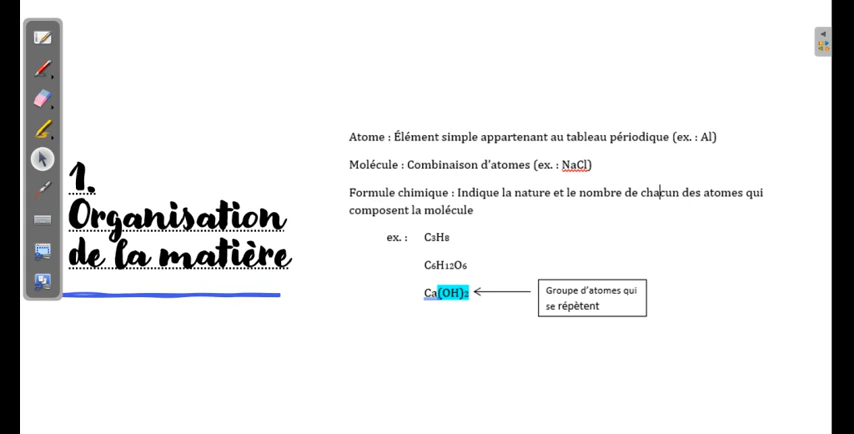 1.
Organisation
de la matière
Atome : Élément simple appartenant au tableau périodique (ex. : Al)
Molécule : Combinaison d'atomes (ex. : NaCl)
Formule chimique : Indique la nature et le nombre de chacun des atomes qui
composent la molécule
ex. : C₃H₈
C₆H₁₂O₆
Ca(OH)₂
Groupe d'atomes qui
se répètent